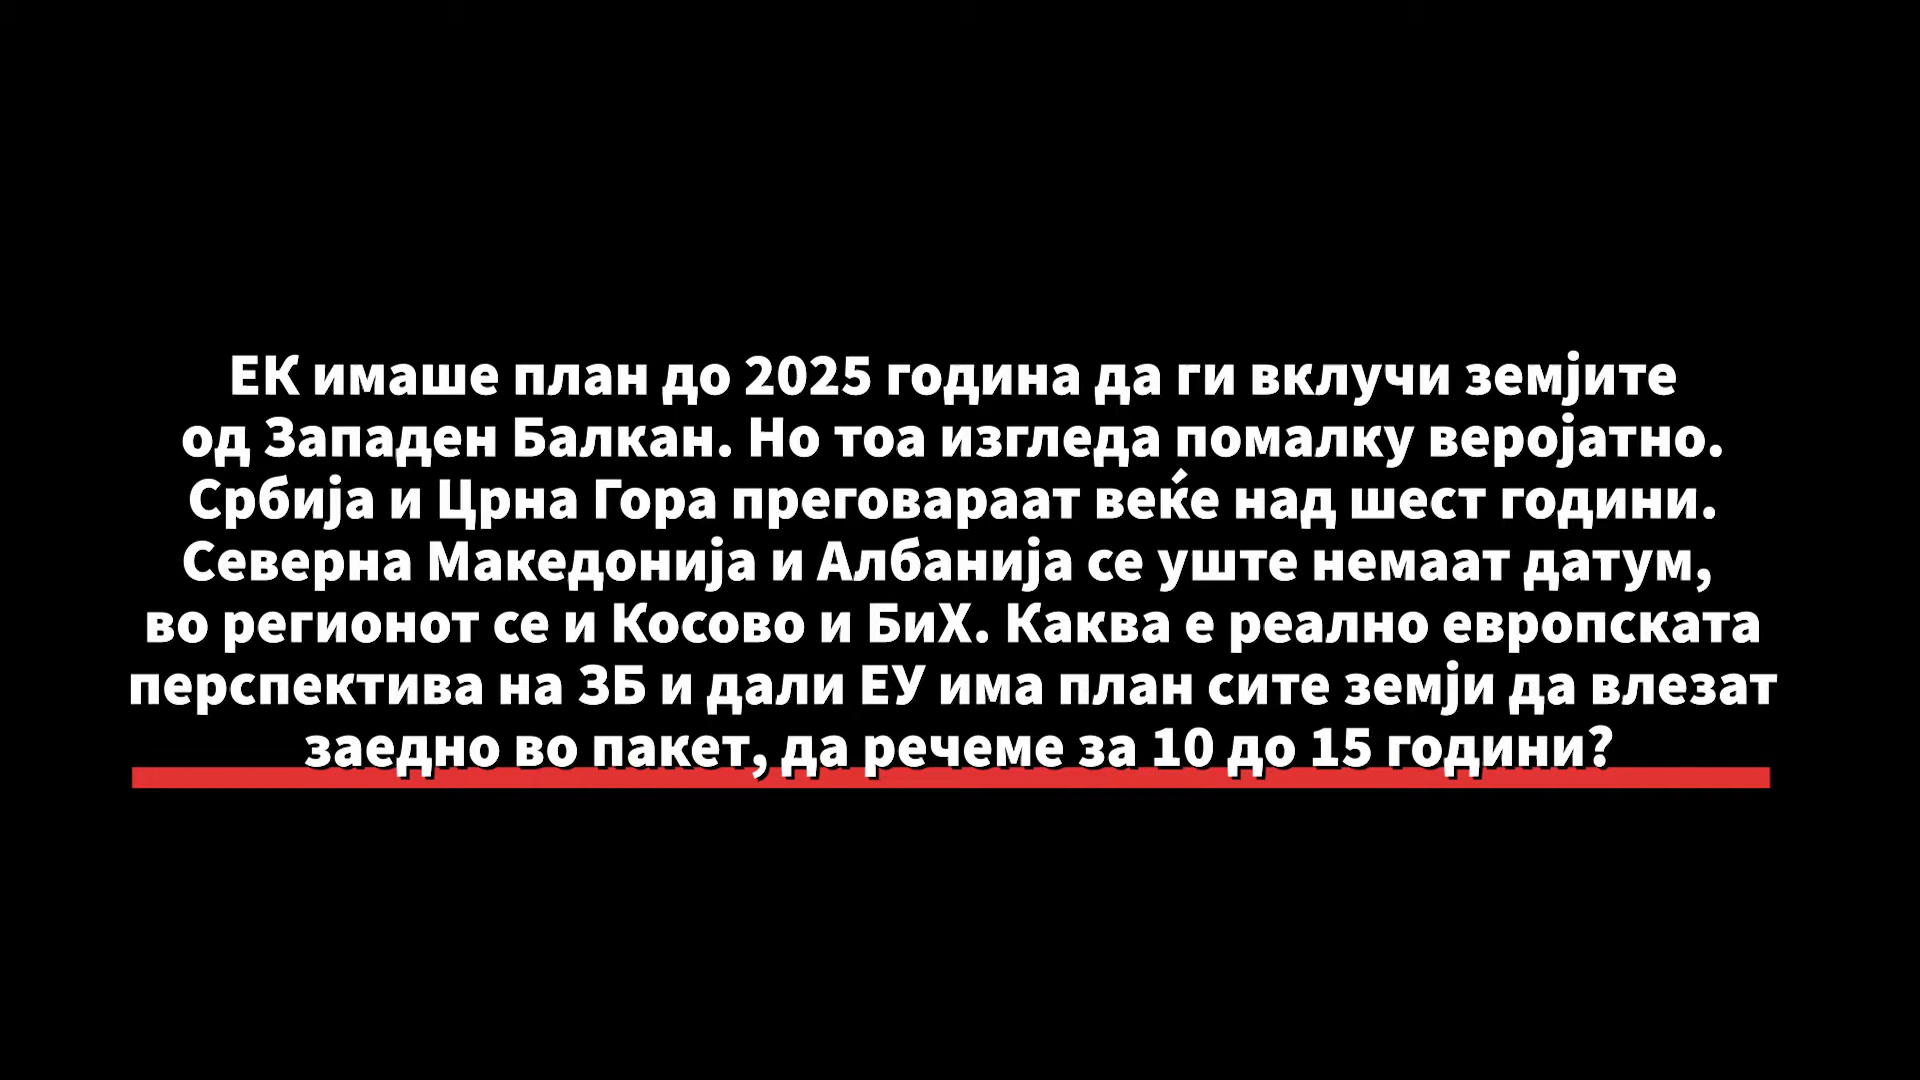 ЕК имаше план до 2025 година да ги вклучи земјите
од Западен Балкан. Но тоа изгледа помалку веројатно.
Србија и Црна Гора преговараат веќе над шест години.
Северна Македонија и Албанија се уште немаат датум,
во регионот се и Косово и БиХ. Каква е реално европската
перспектива на ЗБ и дали ЕУ има план сите земји да влезат
заедно во пакет, да речеме за 10 до 15 години?